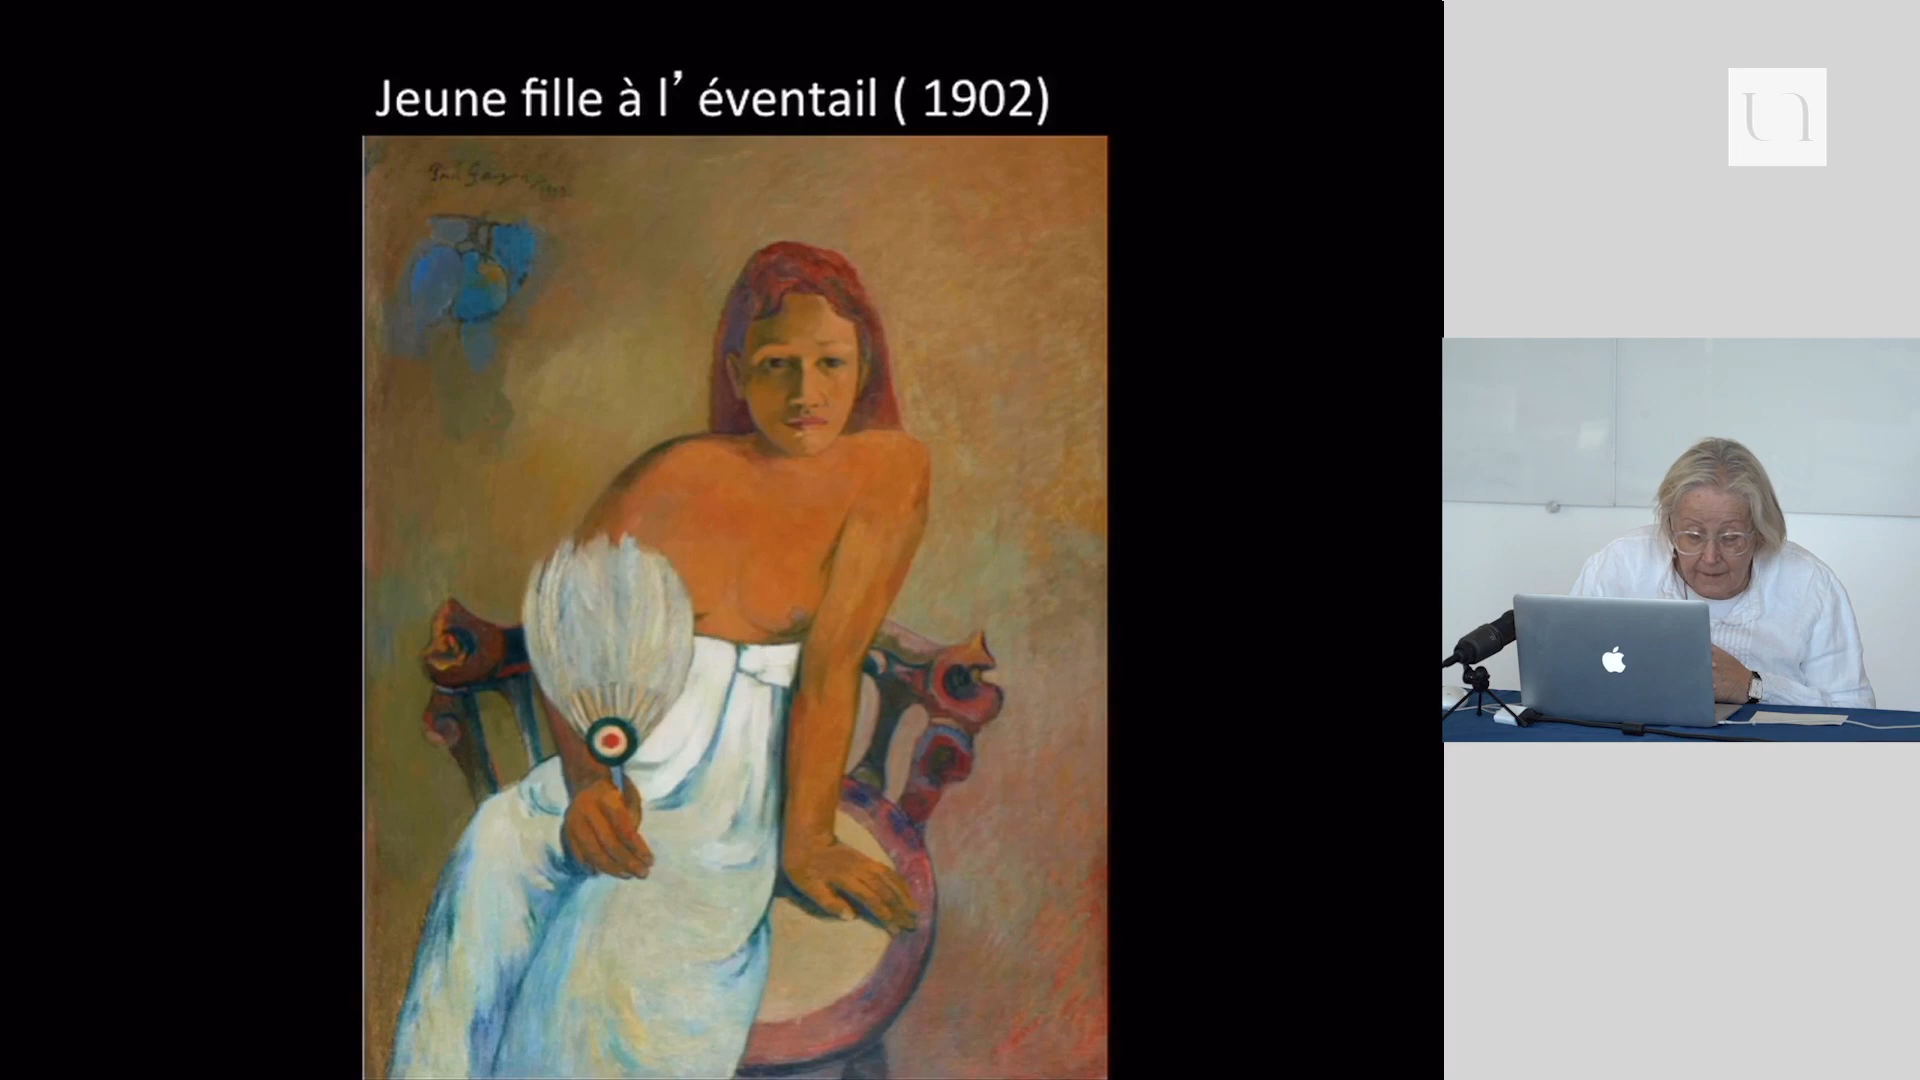 Jeune fille à l’ éventail ( 1902)